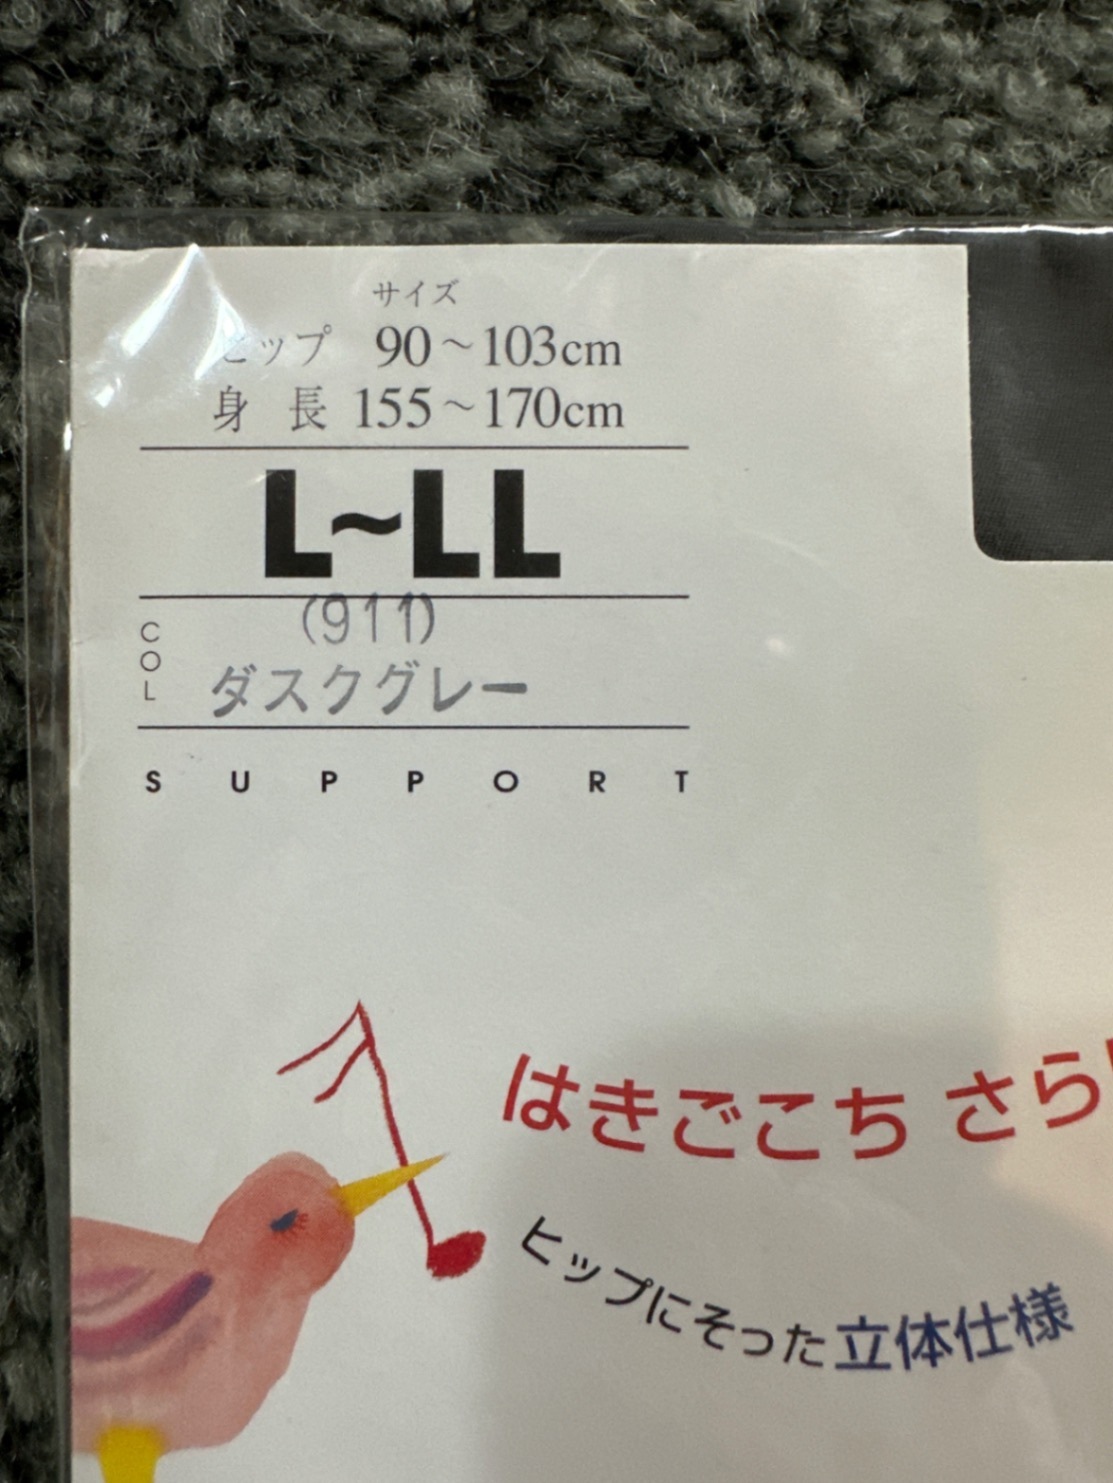 サイズ
ヒップ 90～103cm
身長 155～170cm
L~LL
COL
(911)
ダスクグレー
SUPPORT
はきごこち さら
ヒップにそった立体仕様